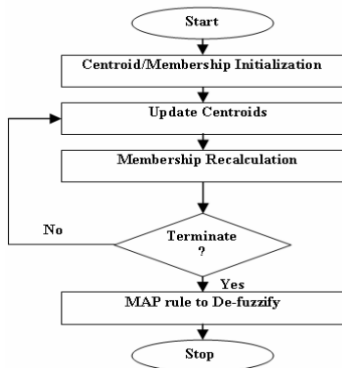 Start
Centroid/Membership Initialization
Update Centroids
Membership Recalculation
Terminate
?
No
Yes
MAP rule to De-fuzzify
Stop